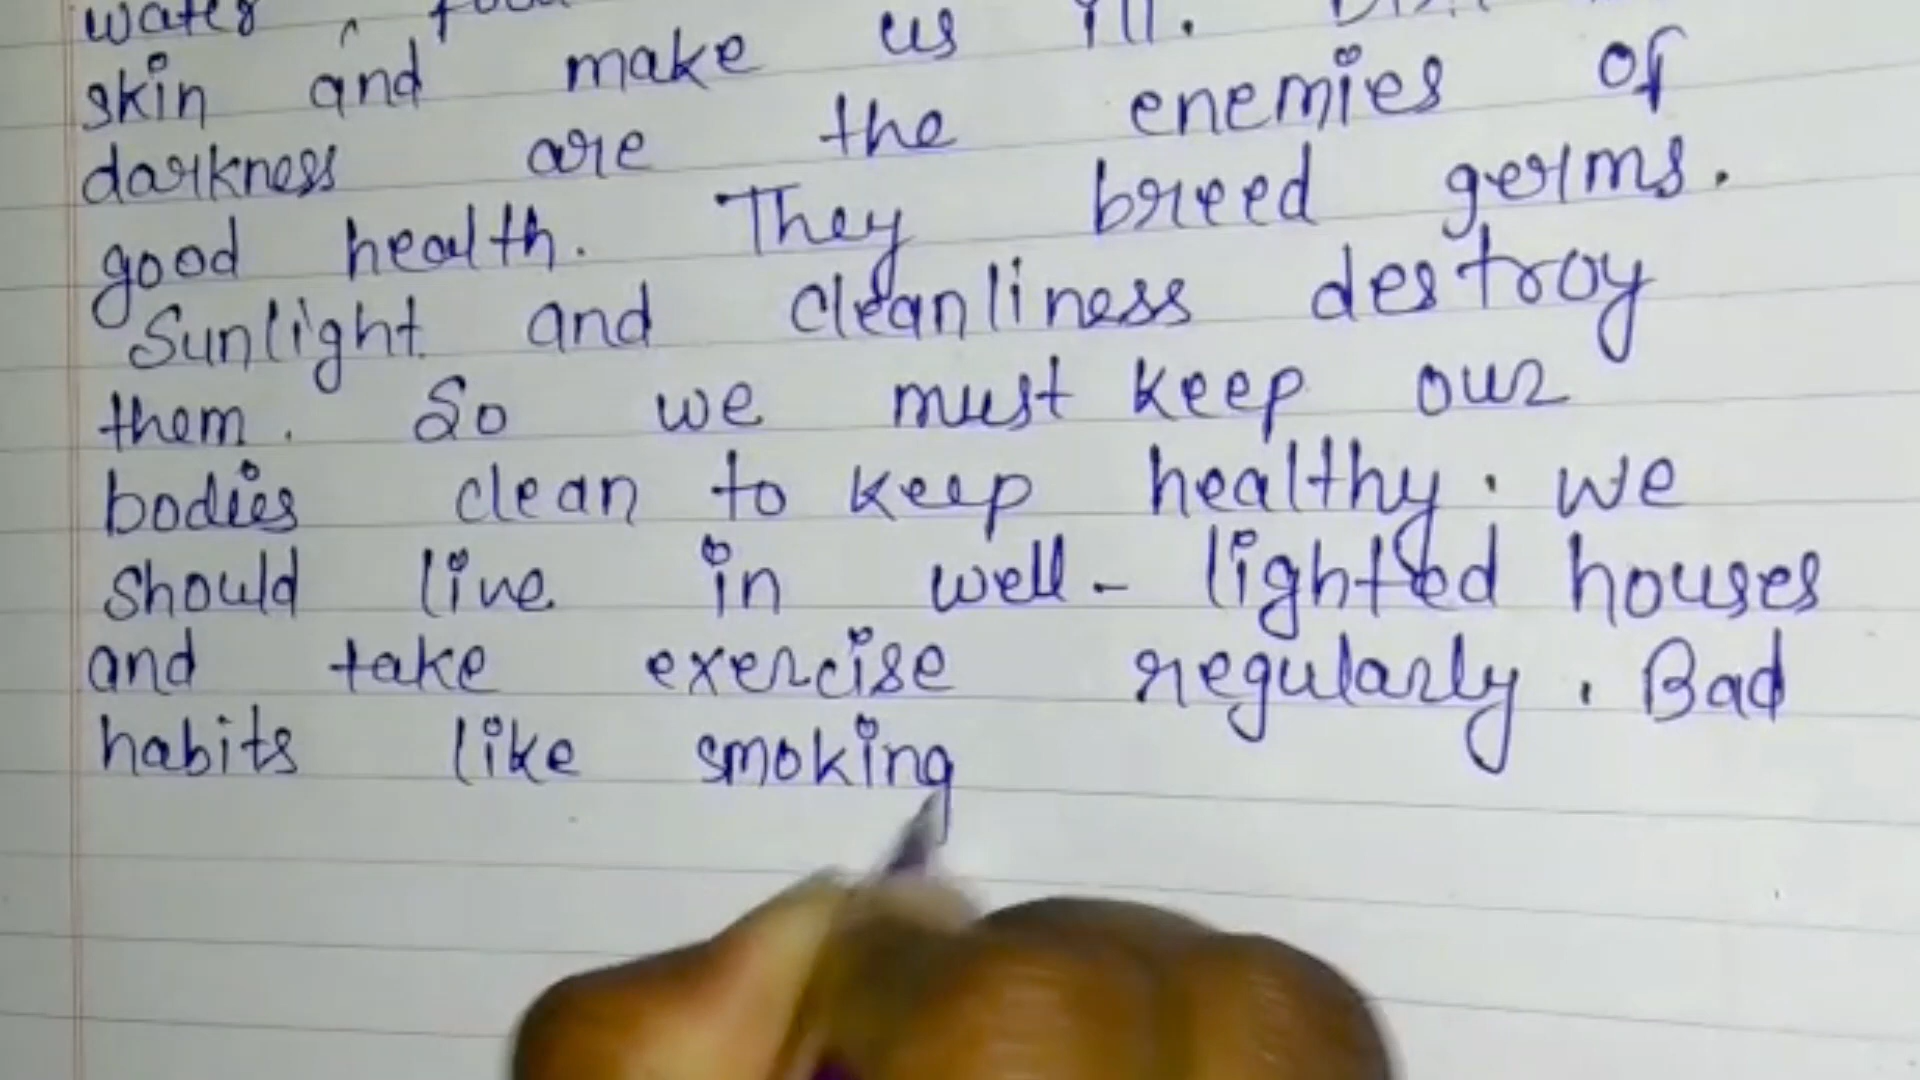 water, food
skin and make us ill.
darkness are the enemies of
good health. They breed germs.
Sunlight and cleanliness destroy
them. So we must keep our
bodies clean to keep healthy. We
should live in well-lighted houses
and take exercise regularly. Bad
habits like smoking